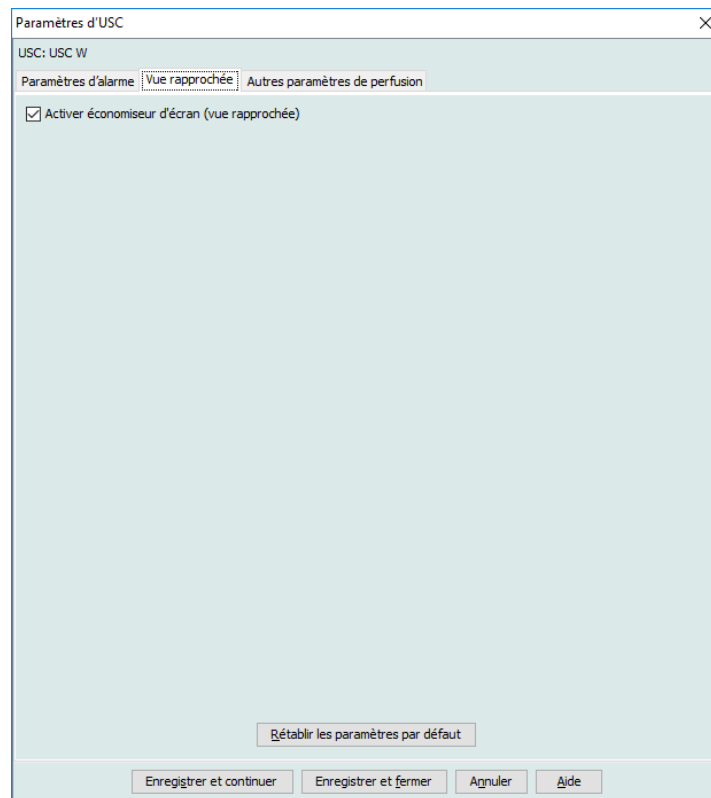 Paramètres d'USC
USC: USC W
Paramètres d'alarme Vue rapprochée Autres paramètres de perfusion
Activer économiseur d'écran (vue rapprochée)
Rétablir les paramètres par défaut
Enregistrer et continuer Enregistrer et fermer Annuler Aide